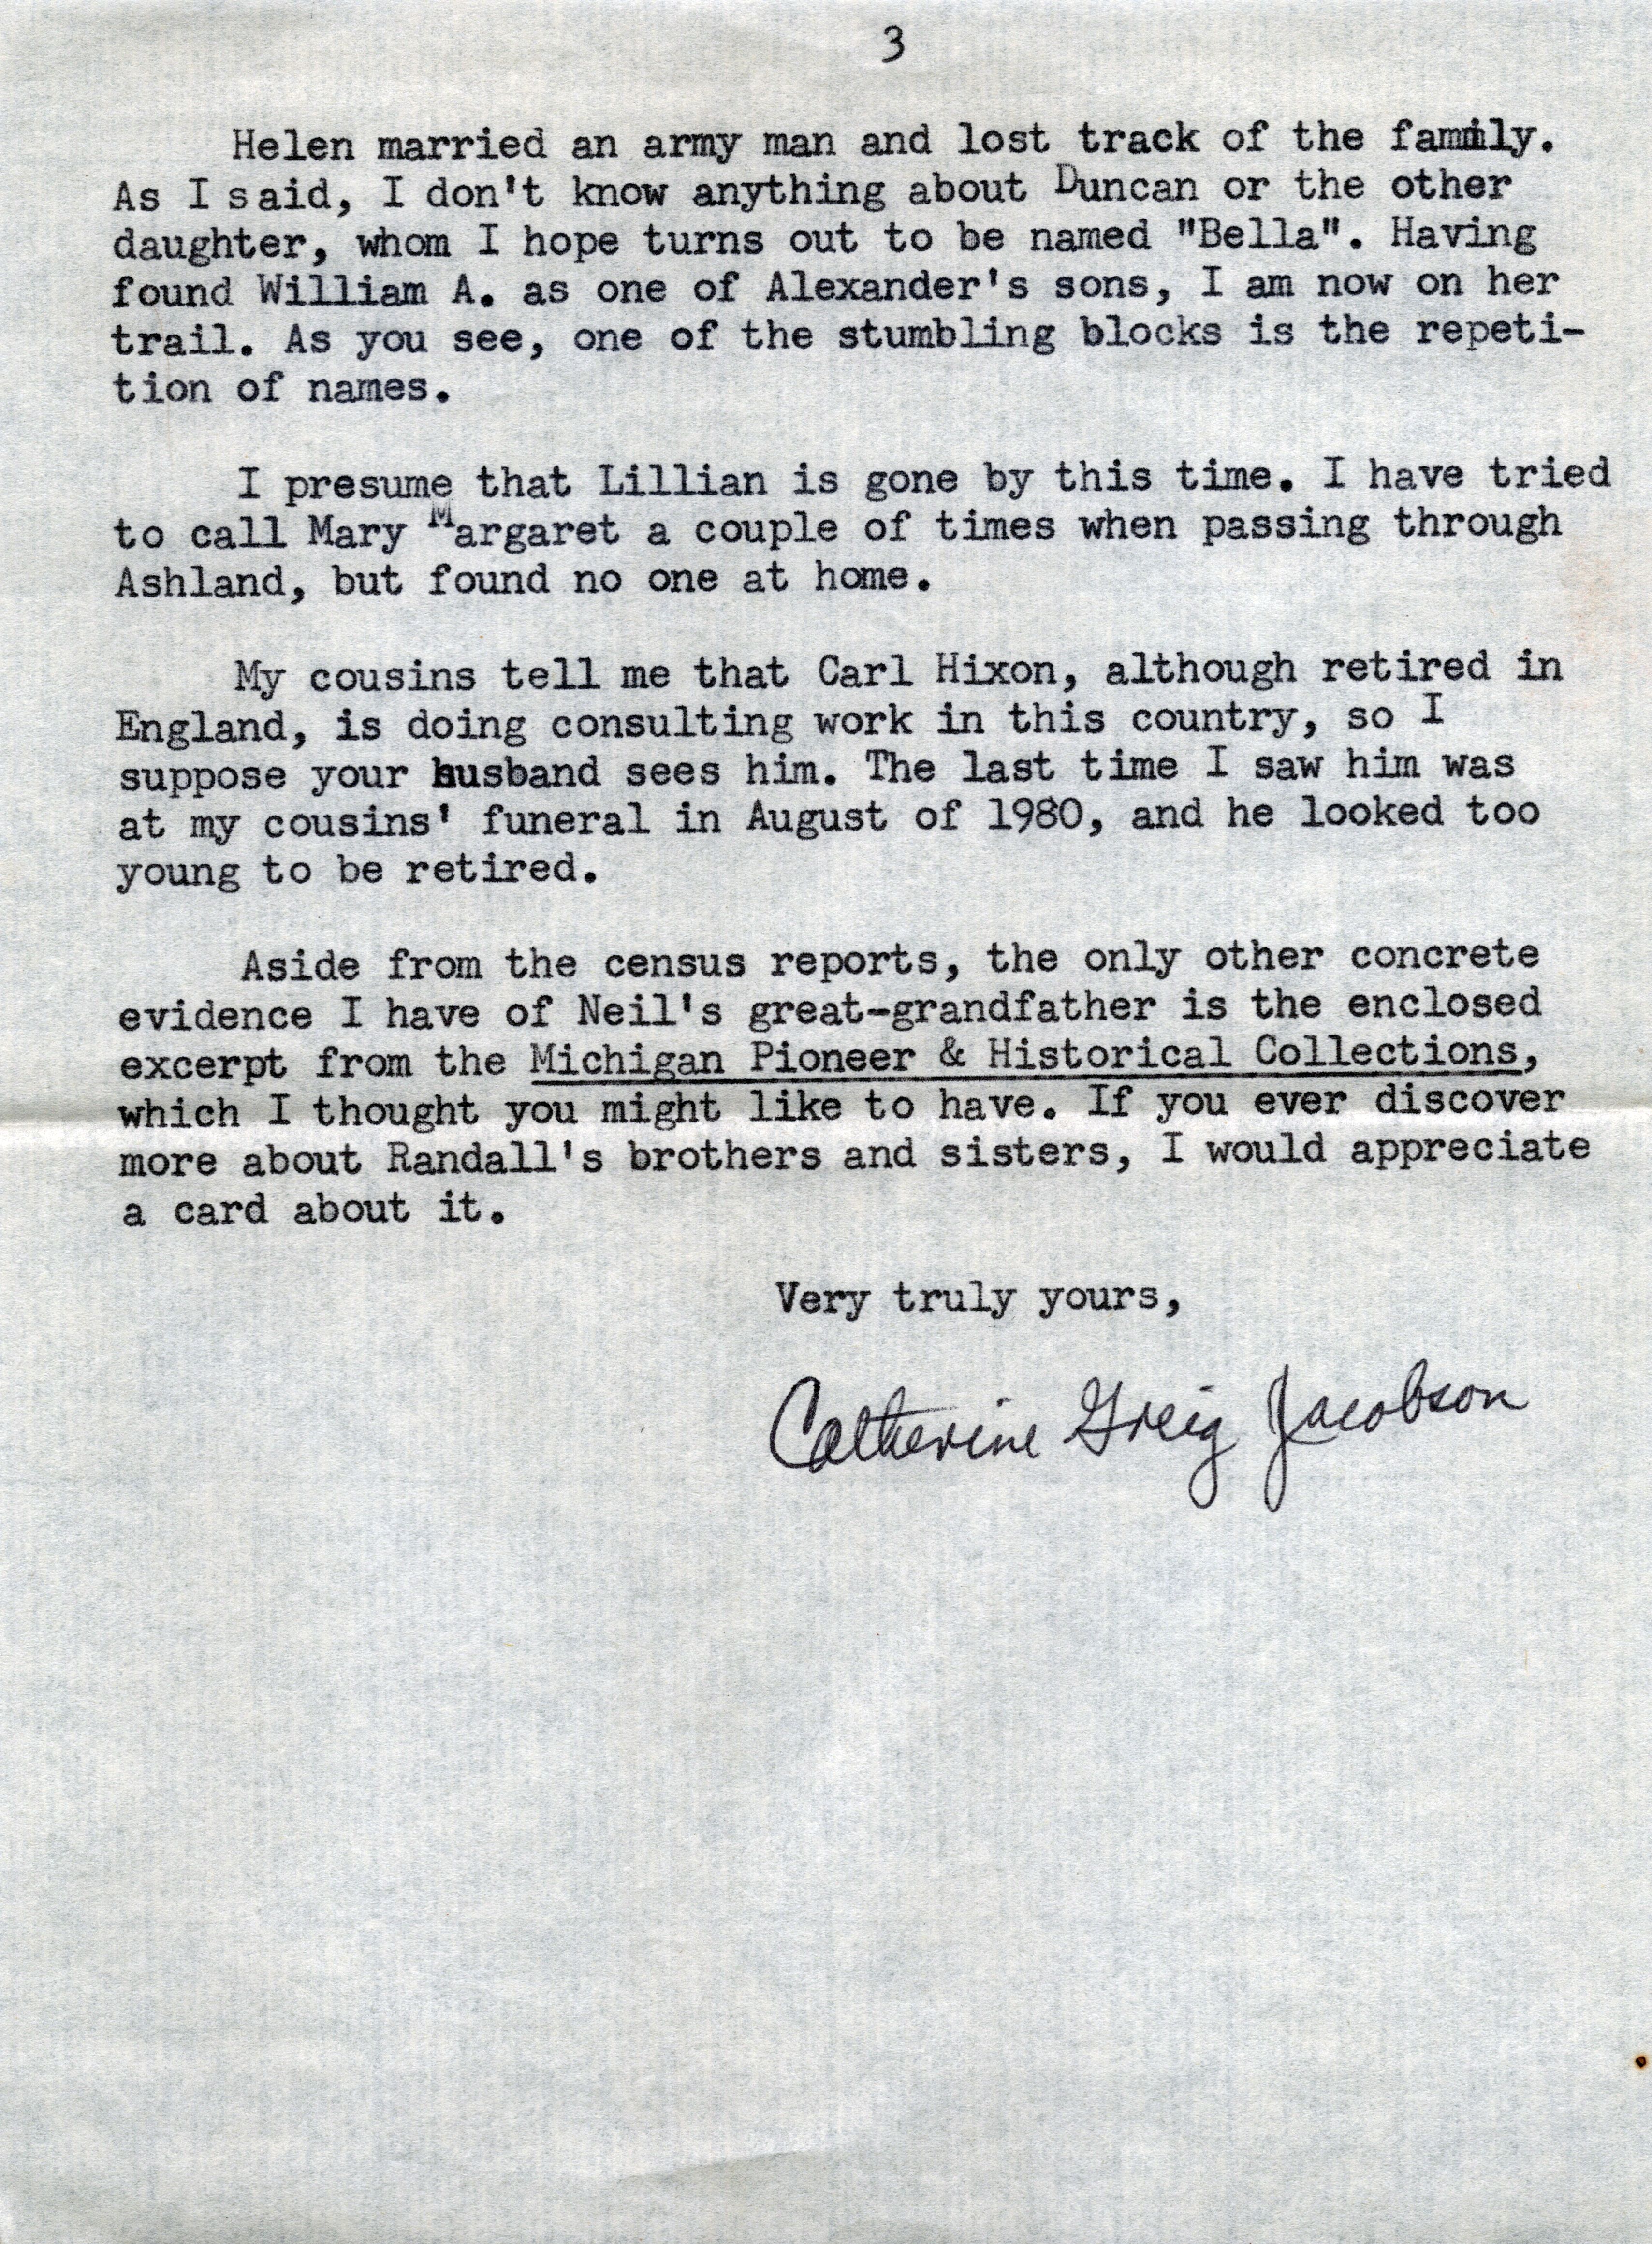 3
Helen married an army man and lost track of the family.
As I said, I don't know anything about Duncan or the other
daughter, whom I hope turns out to be named "Bella". Having
found William A. as one of Alexander's sons, I am now on her
trail. As you see, one of the stumbling blocks is the repeti-
tion of names.
I presume that Lillian is gone by this time. I have tried
to call Mary Margaret a couple of times when passing through
Ashland, but found no one at home.
My cousins tell me that Carl Hixon, although retired in
England, is doing consulting work in this country, so I
suppose your husband sees him. The last time I saw him was
at my cousins' funeral in August of 1980, and he looked too
young to be retired.
Aside from the census reports, the only other concrete
evidence I have of Neil's great-grandfather is the enclosed
excerpt from the Michigan Pioneer & Historical Collections,
which I thought you might like to have. If you ever discover
more about Randall's brothers and sisters, I would appreciate
a card about it.
Very truly yours,
Catherine Greig Jacobson